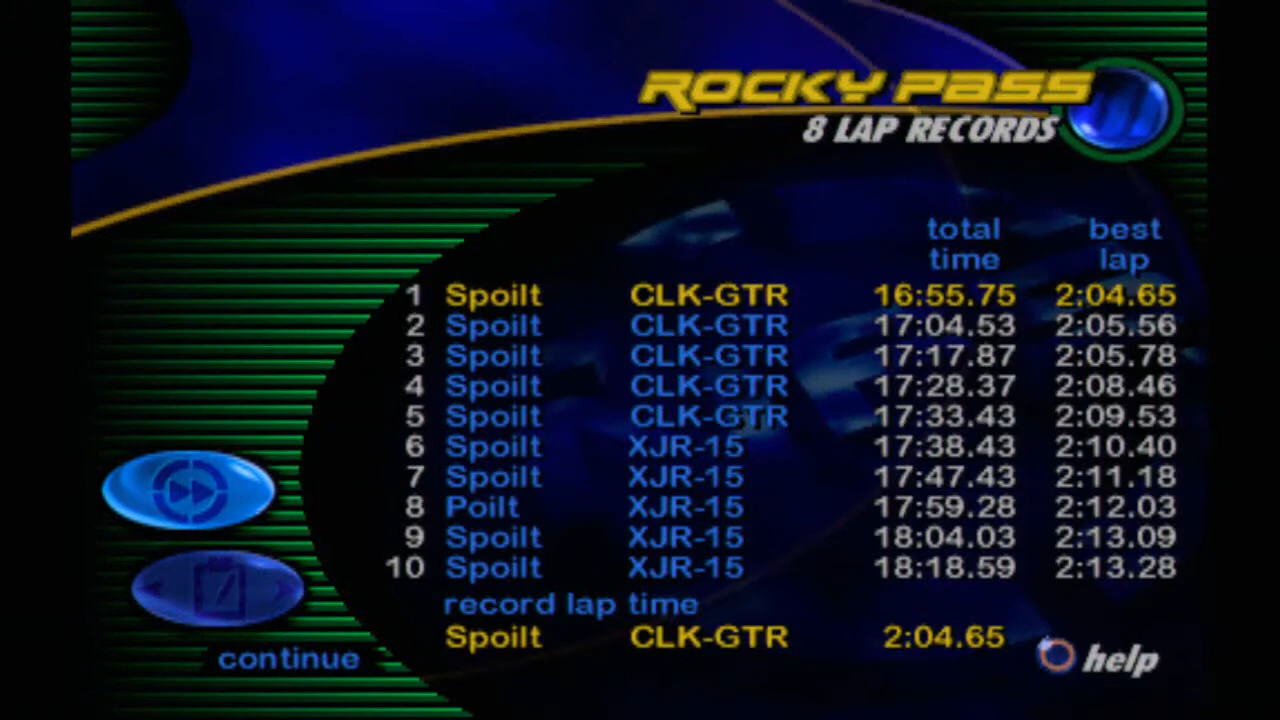 ROCKY PASS
8 LAP RECORDS
total time best lap
1 Spoilt CLK-GTR 16:55.75 2:04.65
2 Spoilt CLK-GTR 17:04.53 2:05.56
3 Spoilt CLK-GTR 17:17.87 2:05.78
4 Spoilt CLK-GTR 17:28.37 2:08.46
5 Spoilt CLK-GTR 17:33.43 2:09.53
6 Spoilt XJR-15 17:38.43 2:10.40
7 Spoilt XJR-15 17:47.43 2:11.18
8 Poilt XJR-15 17:59.28 2:12.03
9 Spoilt XJR-15 18:04.03 2:13.09
10 Spoilt XJR-15 18:18.59 2:13.28
record lap time
Spoilt CLK-GTR 2:04.65
continue
help